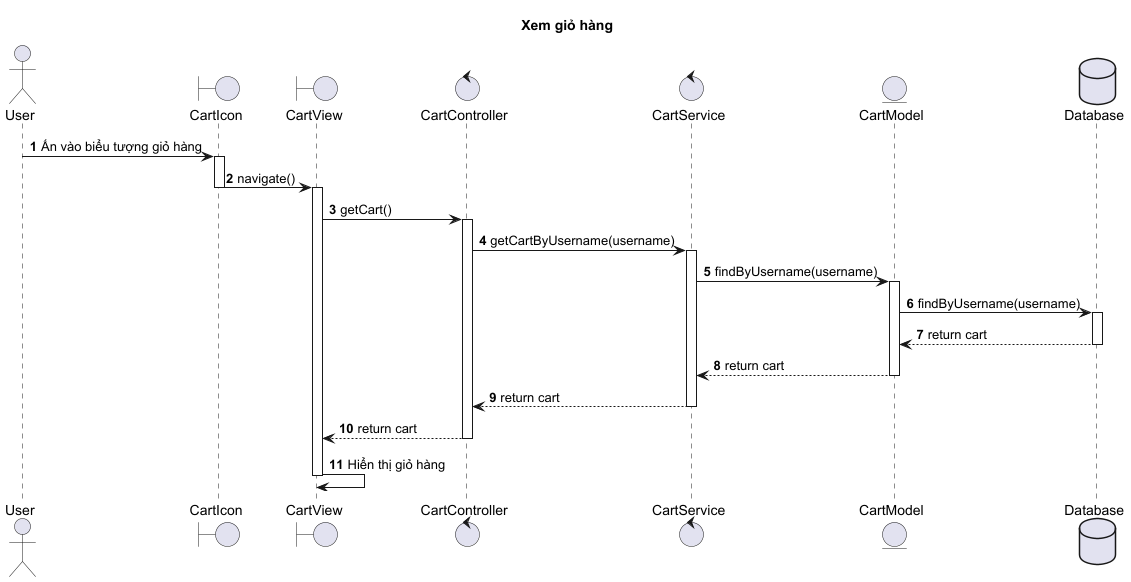 Xem giỏ hàng
User
CartIcon
CartView
CartController
CartService
CartModel
Database
1 Ấn vào biểu tượng giỏ hàng
2 navigate()
3 getCart()
4 getCartByUsername(username)
5 findByUsername(username)
6 findByUsername(username)
7 return cart
8 return cart
9 return cart
10 return cart
11 Hiển thị giỏ hàng
User
CartIcon
CartView
CartController
CartService
CartModel
Database